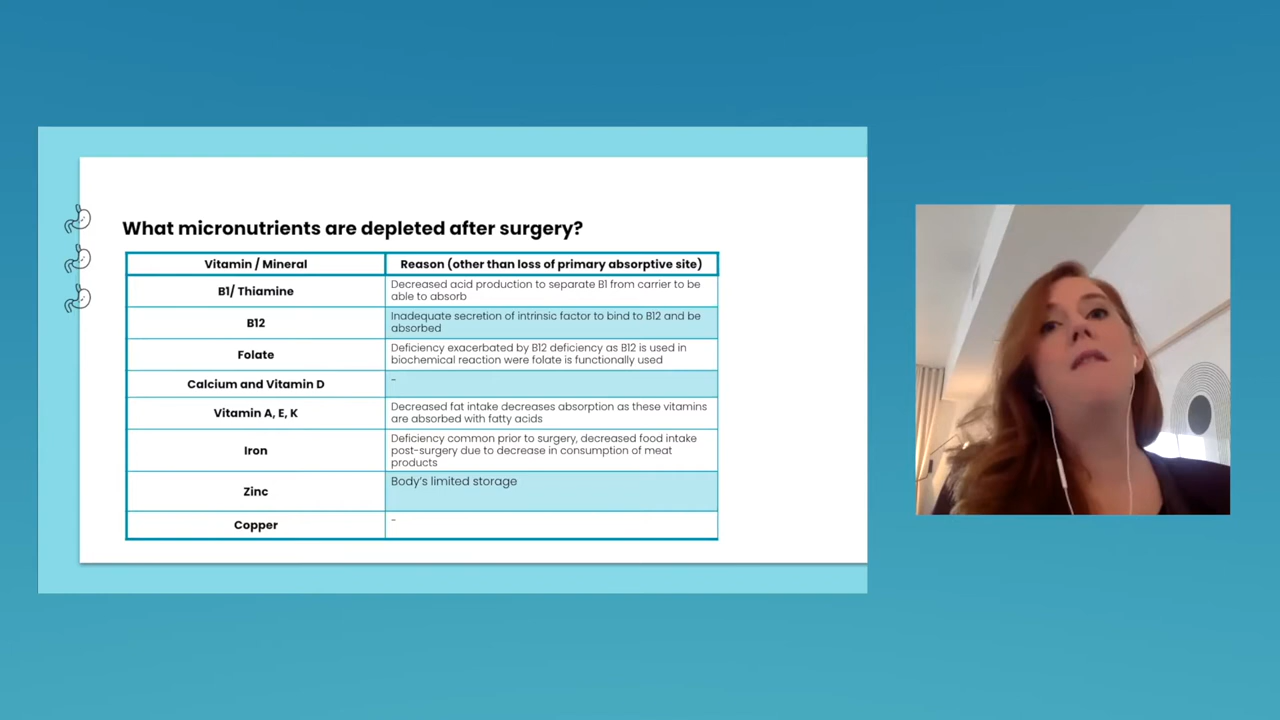 What micronutrients are depleted after surgery?
Vitamin / Mineral
Reason (other than loss of primary absorptive site)
B1/ Thiamine
Decreased acid production to separate B1 from carrier to be
able to absorb
B12
Inadequate secretion of intrinsic factor to bind to B12 and be
absorbed
Folate
Deficiency exacerbated by B12 deficiency as B12 is used in
biochemical reaction were folate is functionally used
Calcium and Vitamin D
-
Vitamin A, E, K
Decreased fat intake decreases absorption as these vitamins
are absorbed with fatty acids
Iron
Deficiency common prior to surgery, decreased food intake
post-surgery due to decrease in consumption of meat
products
Zinc
Body's limited storage
Copper
-